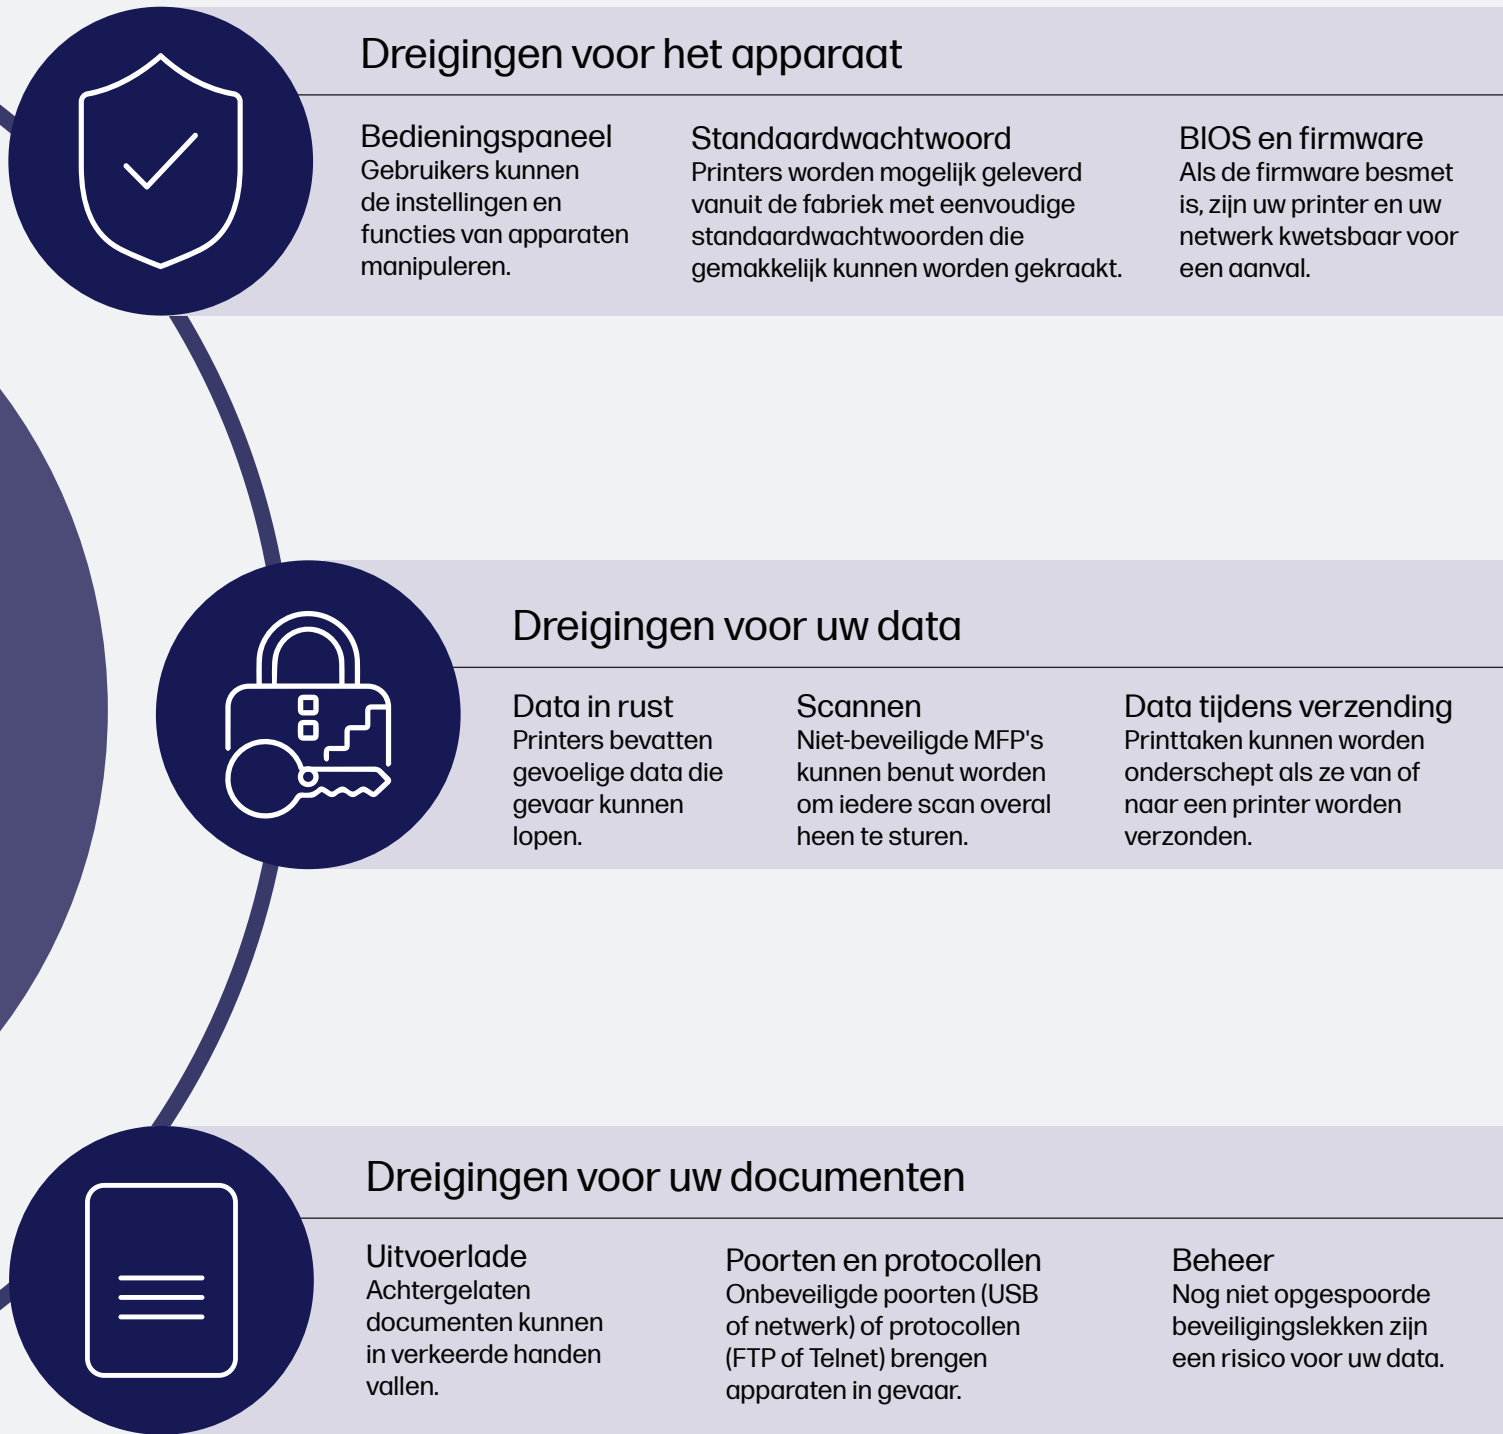 Dreigingen voor het apparaat
Bedieningspaneel
Gebruikers kunnen
de instellingen en
functies van apparaten
manipuleren.
Standaardwachtwoord
Printers worden mogelijk geleverd
vanuit de fabriek met eenvoudige
standaardwachtwoorden die
gemakkelijk kunnen worden gekraakt.
BIOS en firmware
Als de firmware besmet
is, zijn uw printer en uw
netwerk kwetsbaar voor
een aanval.
Dreigingen voor uw data
Data in rust
Printers bevatten
gevoelige data die
gevaar kunnen
lopen.
Scannen
Niet-beveiligde MFP's
kunnen benut worden
om iedere scan overal
heen te sturen.
Data tijdens verzending
Printtaken kunnen worden
onderschept als ze van of
naar een printer worden
verzonden.
Dreigingen voor uw documenten
Uitvoerlade
Achtergelaten
documenten kunnen
in verkeerde handen
vallen.
Poorten en protocollen
Onbeveiligde poorten (USB
of netwerk) of protocollen
(FTP of Telnet) brengen
apparaten in gevaar.
Beheer
Nog niet opgespoorde
beveiligingslekken zijn
een risico voor uw data.